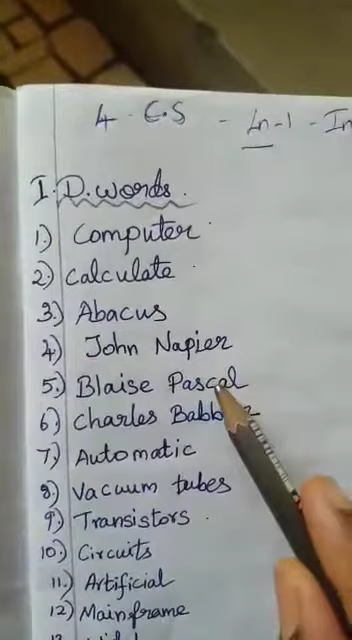 4. C.S - Ln-1 - In
I. D. words.
1) Computer
2) Calculate
3) Abacus
4) John Napier
5) Blaise Pascal
6) Charles
7) Automatic
8) Vacuum tubes
9) Transistors
10) Circuits
11) Artificial
12) Mainframe